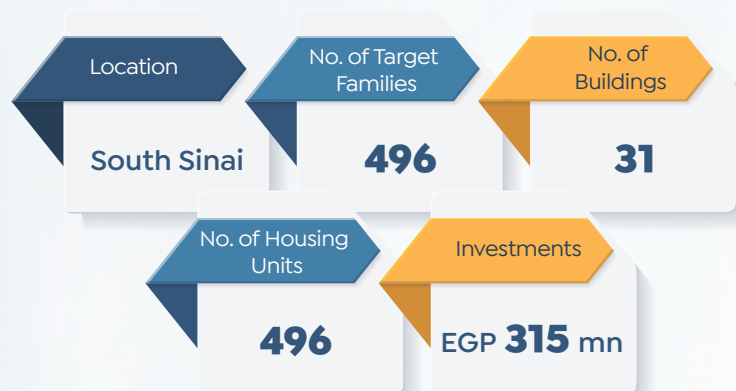 Location
South Sinai
No. of Target
Families
496
No. of
Buildings
31
No. of Housing
Units
496
Investments
EGP 315 mn